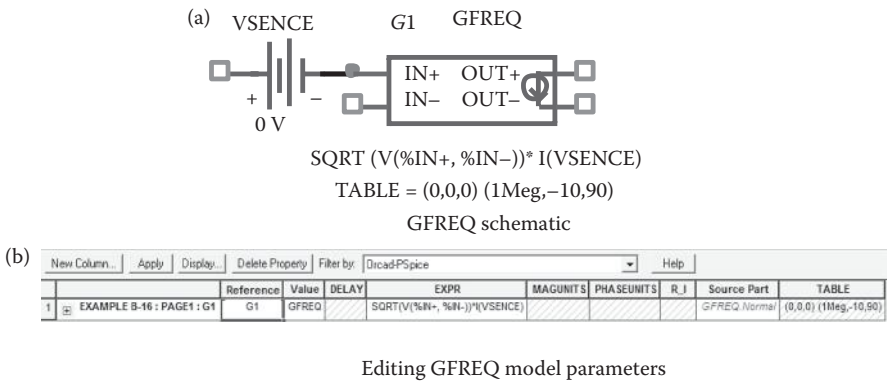 (a) VSENCE G1 GFREQ
IN+ OUT+
+ – IN– OUT–
0 V
SQRT (V(%IN+, %IN–))* I(VSENCE)
TABLE = (0,0,0) (1Meg,–10,90)
GFREQ schematic
(b) New Column... Apply Display... Delete Property Filter by: Orcad-PSpice Help
Reference Value DELAY EXPR MAGUNITS PHASEUNITS R_I Source Part TABLE
1 EXAMPLE B-16 : PAGE1 : G1 G1 GFREQ SQRT(V(%IN+, %IN-))*I(VSENCE) GFREQ.Normal (0,0,0) (1Meg,-10,90)
Editing GFREQ model parameters